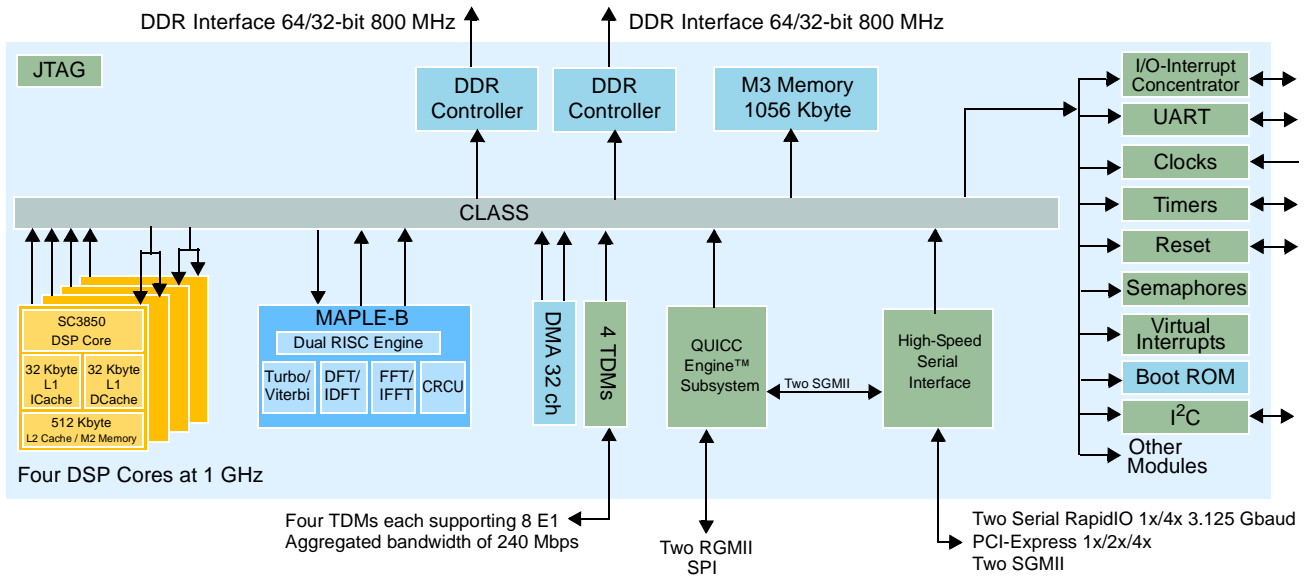 DDR Interface 64/32-bit 800 MHz
DDR Interface 64/32-bit 800 MHz
JTAG
DDR
Controller
DDR
Controller
M3 Memory
1056 Kbyte
I/O-Interrupt
Concentrator
UART
Clocks
Timers
Reset
Semaphores
Virtual
Interrupts
Boot ROM
I²C
Other
Modules
CLASS
SC3850
DSP Core
32 Kbyte
L1
ICache
32 Kbyte
L1
DCache
512 Kbyte
L2 Cache / M2 Memory
Four DSP Cores at 1 GHz
MAPLE-B
Dual RISC Engine
Turbo/
Viterbi
DFT/
IDFT
FFT/
IFFT
CRCU
DMA 32 ch
4 TDMs
QUICC
Engine™
Subsystem
Two SGMII
High-Speed
Serial
Interface
Four TDMs each supporting 8 E1
Aggregated bandwidth of 240 Mbps
Two RGMII
SPI
Two Serial RapidIO 1x/4x 3.125 Gbaud
PCI-Express 1x/2x/4x
Two SGMII